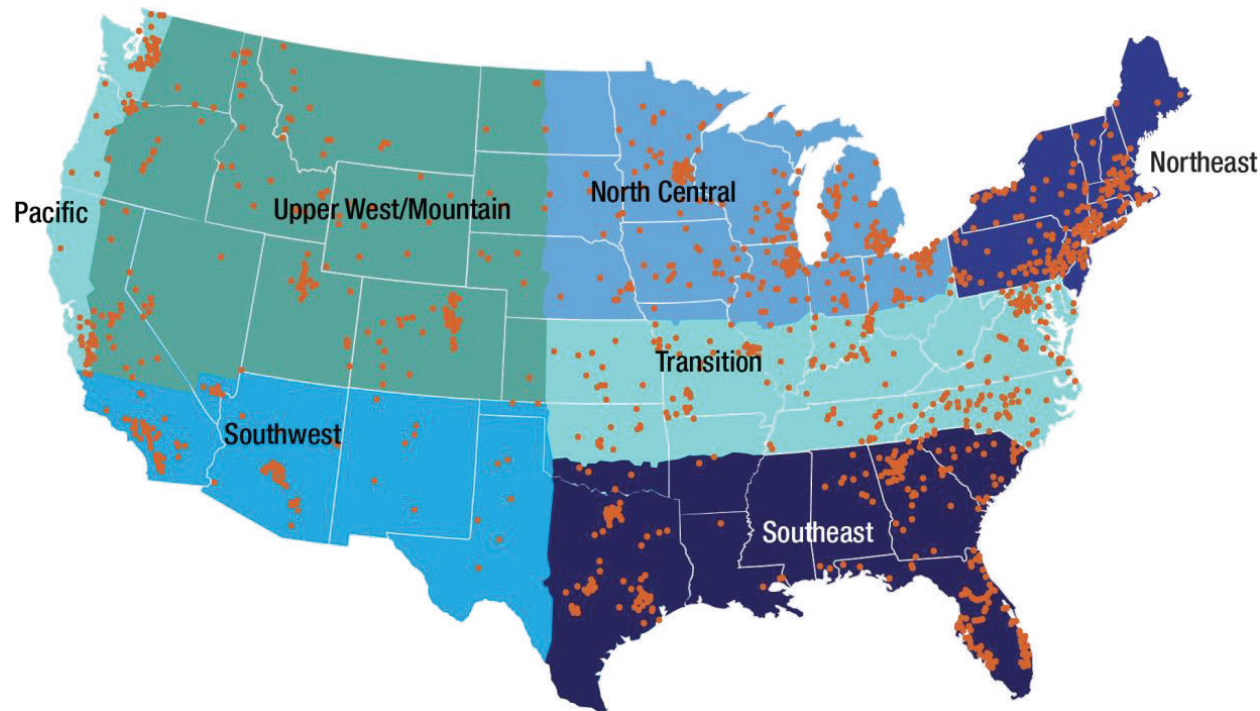 Northeast
North Central
Pacific
Upper West/Mountain
Transition
Southwest
Southeast